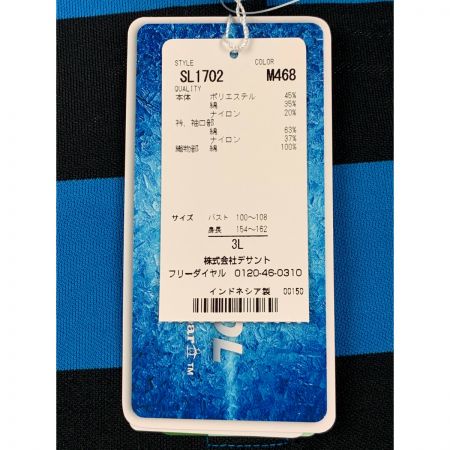 STYLE COLOR
SL1702 M468
QUALITY
本体 ポリエステル 45%
綿 35%
ナイロン 20%
衿、袖口部
綿 63%
ナイロン 37%
織物部 綿 100%
サイズ バスト 100〜108
身長 154〜162
3L
株式会社デサント
フリーダイヤル 0120-46-0310
インドネシア製 00150